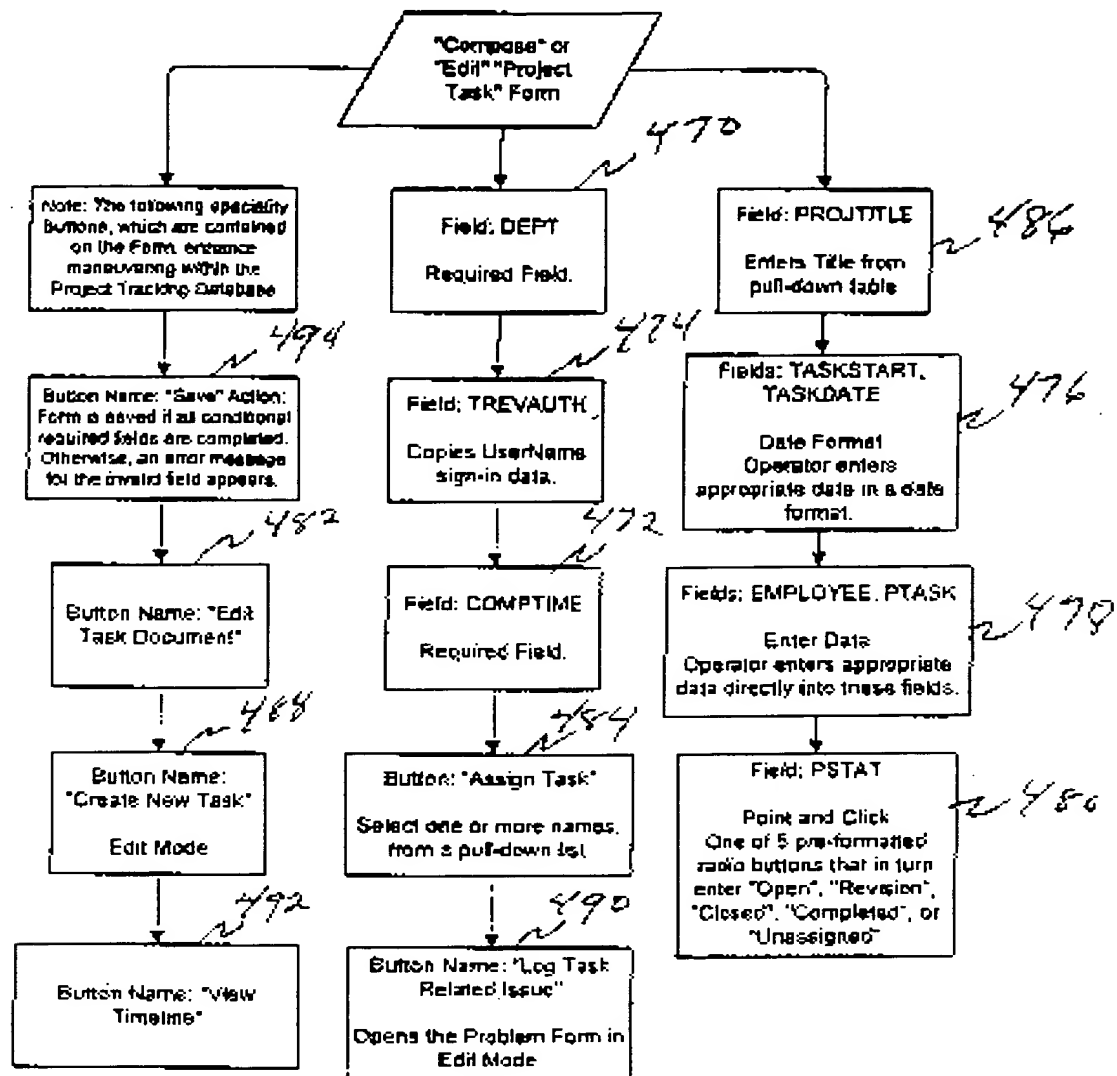 "Compose" or
"Edit" "Project
Task" Form
470
Note: The following speciality
Buttons, which are contained
on the Form, enhance
maneuvering within the
Project Tracking Database
Field: DEPT
Required Field.
Field: PROJTITLE
Enters Title from
pull-down table
486
494
Button Name: "Save" Action:
Form is saved if all conditional
required fields are completed.
Otherwise, an error message
for the invalid field appears.
474
Field: TREVAUTH
Copies UserName
sign-in data.
Fields: TASKSTART,
TASKDATE
Date Format
Operator enters
appropriate data in a date
format.
476
482
Button Name: "Edit
Task Document"
472
Field: COMPTIME
Required Field.
Fields: EMPLOYEE, PTASK
Enter Data
Operator enters appropriate
data directly into these fields.
478
488
Button Name:
"Create New Task"
Edit Mode
484
Button: "Assign Task"
Select one or more names,
from a pull-down list
Field: PSTAT
Point and Click
One of 5 pre-formatted
radio buttons that in turn
enter "Open", "Revision",
"Closed", "Completed", or
"Unassigned"
480
492
Button Name: "View
Timeline"
490
Button Name: "Log Task
Related Issue"
Opens the Problem Form in
Edit Mode